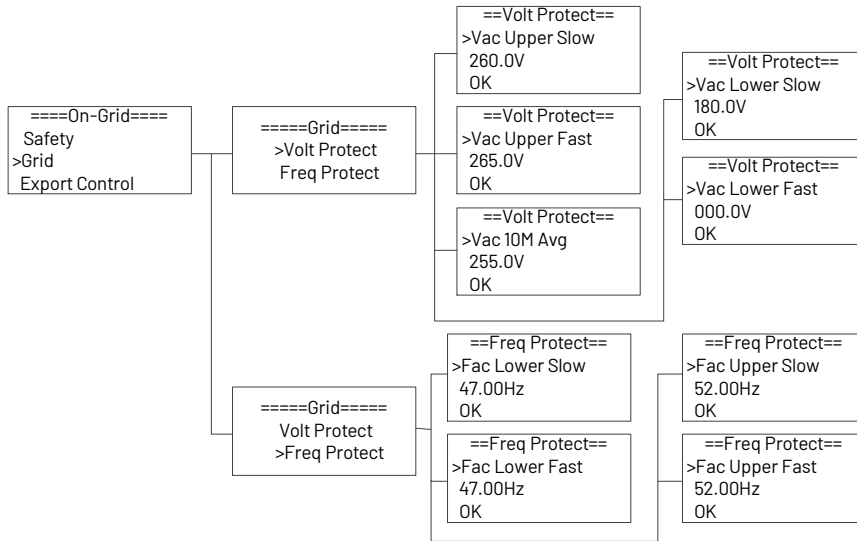 ====On-Grid====
Safety
>Grid
Export Control
=====Grid=====
>Volt Protect
Freq Protect
==Volt Protect==
>Vac Upper Slow
260.0V
OK
==Volt Protect==
>Vac Upper Fast
265.0V
OK
==Volt Protect==
>Vac 10M Avg
255.0V
OK
==Volt Protect==
>Vac Lower Slow
180.0V
OK
==Volt Protect==
>Vac Lower Fast
000.0V
OK
=====Grid=====
Volt Protect
>Freq Protect
==Freq Protect==
>Fac Lower Slow
47.00Hz
OK
==Freq Protect==
>Fac Lower Fast
47.00Hz
OK
==Freq Protect==
>Fac Upper Slow
52.00Hz
OK
==Freq Protect==
>Fac Upper Fast
52.00Hz
OK